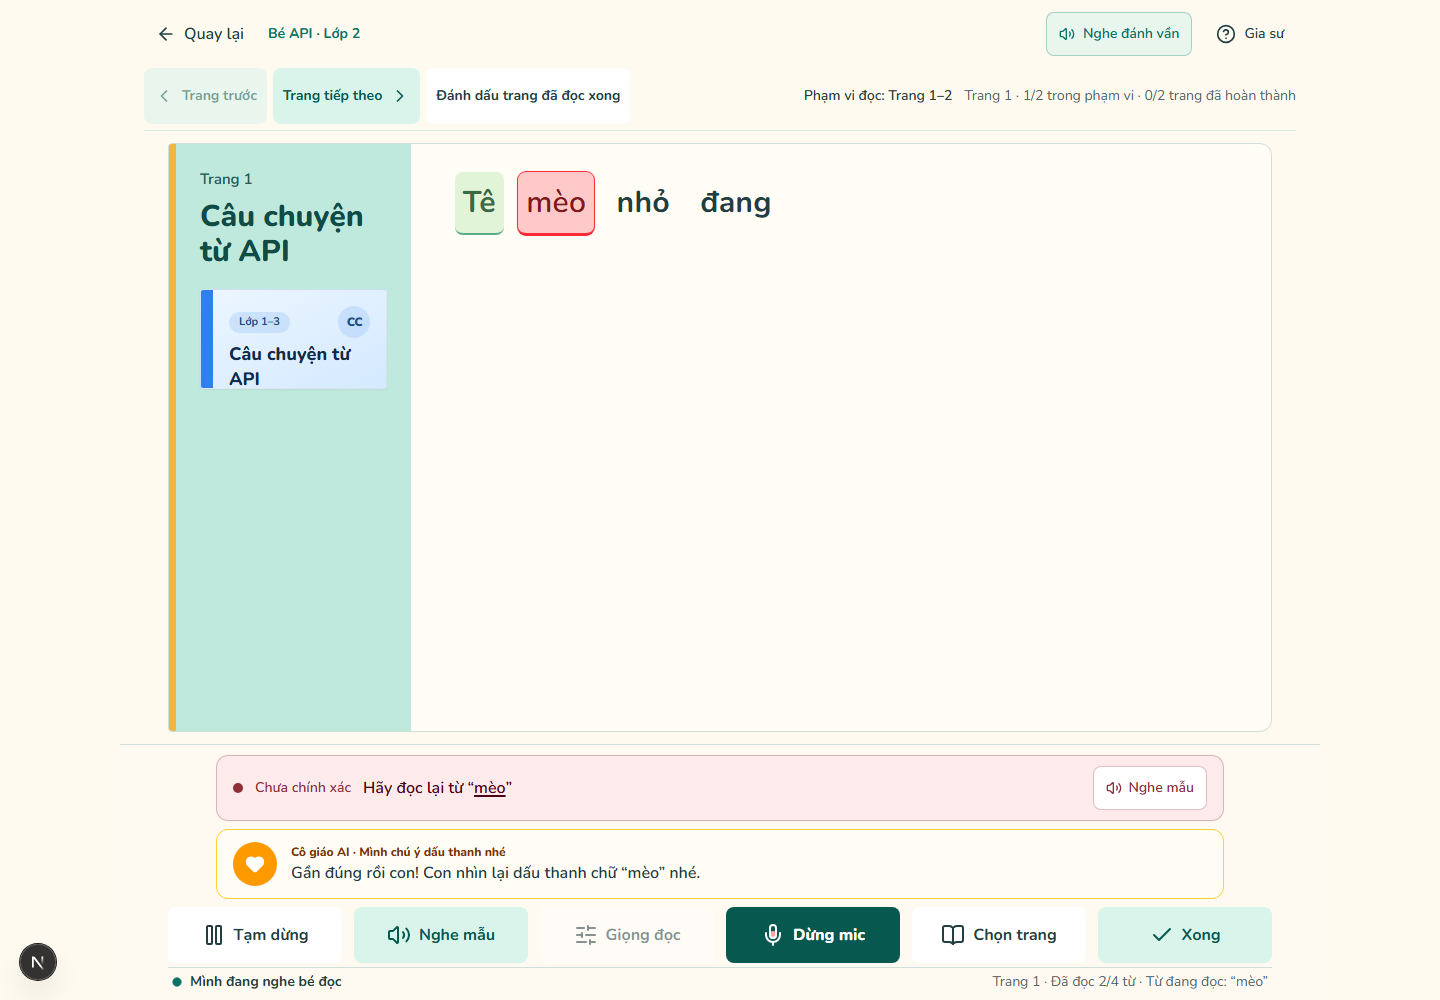 Quay lại
Bé API · Lớp 2
Nghe đánh vần
Gia sư
Trang trước
Trang tiếp theo
Đánh dấu trang đã đọc xong
Phạm vi đọc: Trang 1–2
Trang 1 · 1/2 trong phạm vi · 0/2 trang đã hoàn thành
Trang 1
Câu chuyện
từ API
Lớp 1–3
CC
Câu chuyện từ
API
Tê mèo nhỏ đang
Chưa chính xác
Hãy đọc lại từ “mèo”
Nghe mẫu
Cô giáo AI · Mình chú ý dấu thanh nhé
Gần đúng rồi con! Con nhìn lại dấu thanh chữ “mèo” nhé.
Tạm dừng
Nghe mẫu
Giọng đọc
Dừng mic
Chọn trang
Xong
N
Mình đang nghe bé đọc
Trang 1 · Đã đọc 2/4 từ · Từ đang đọc: “mèo”